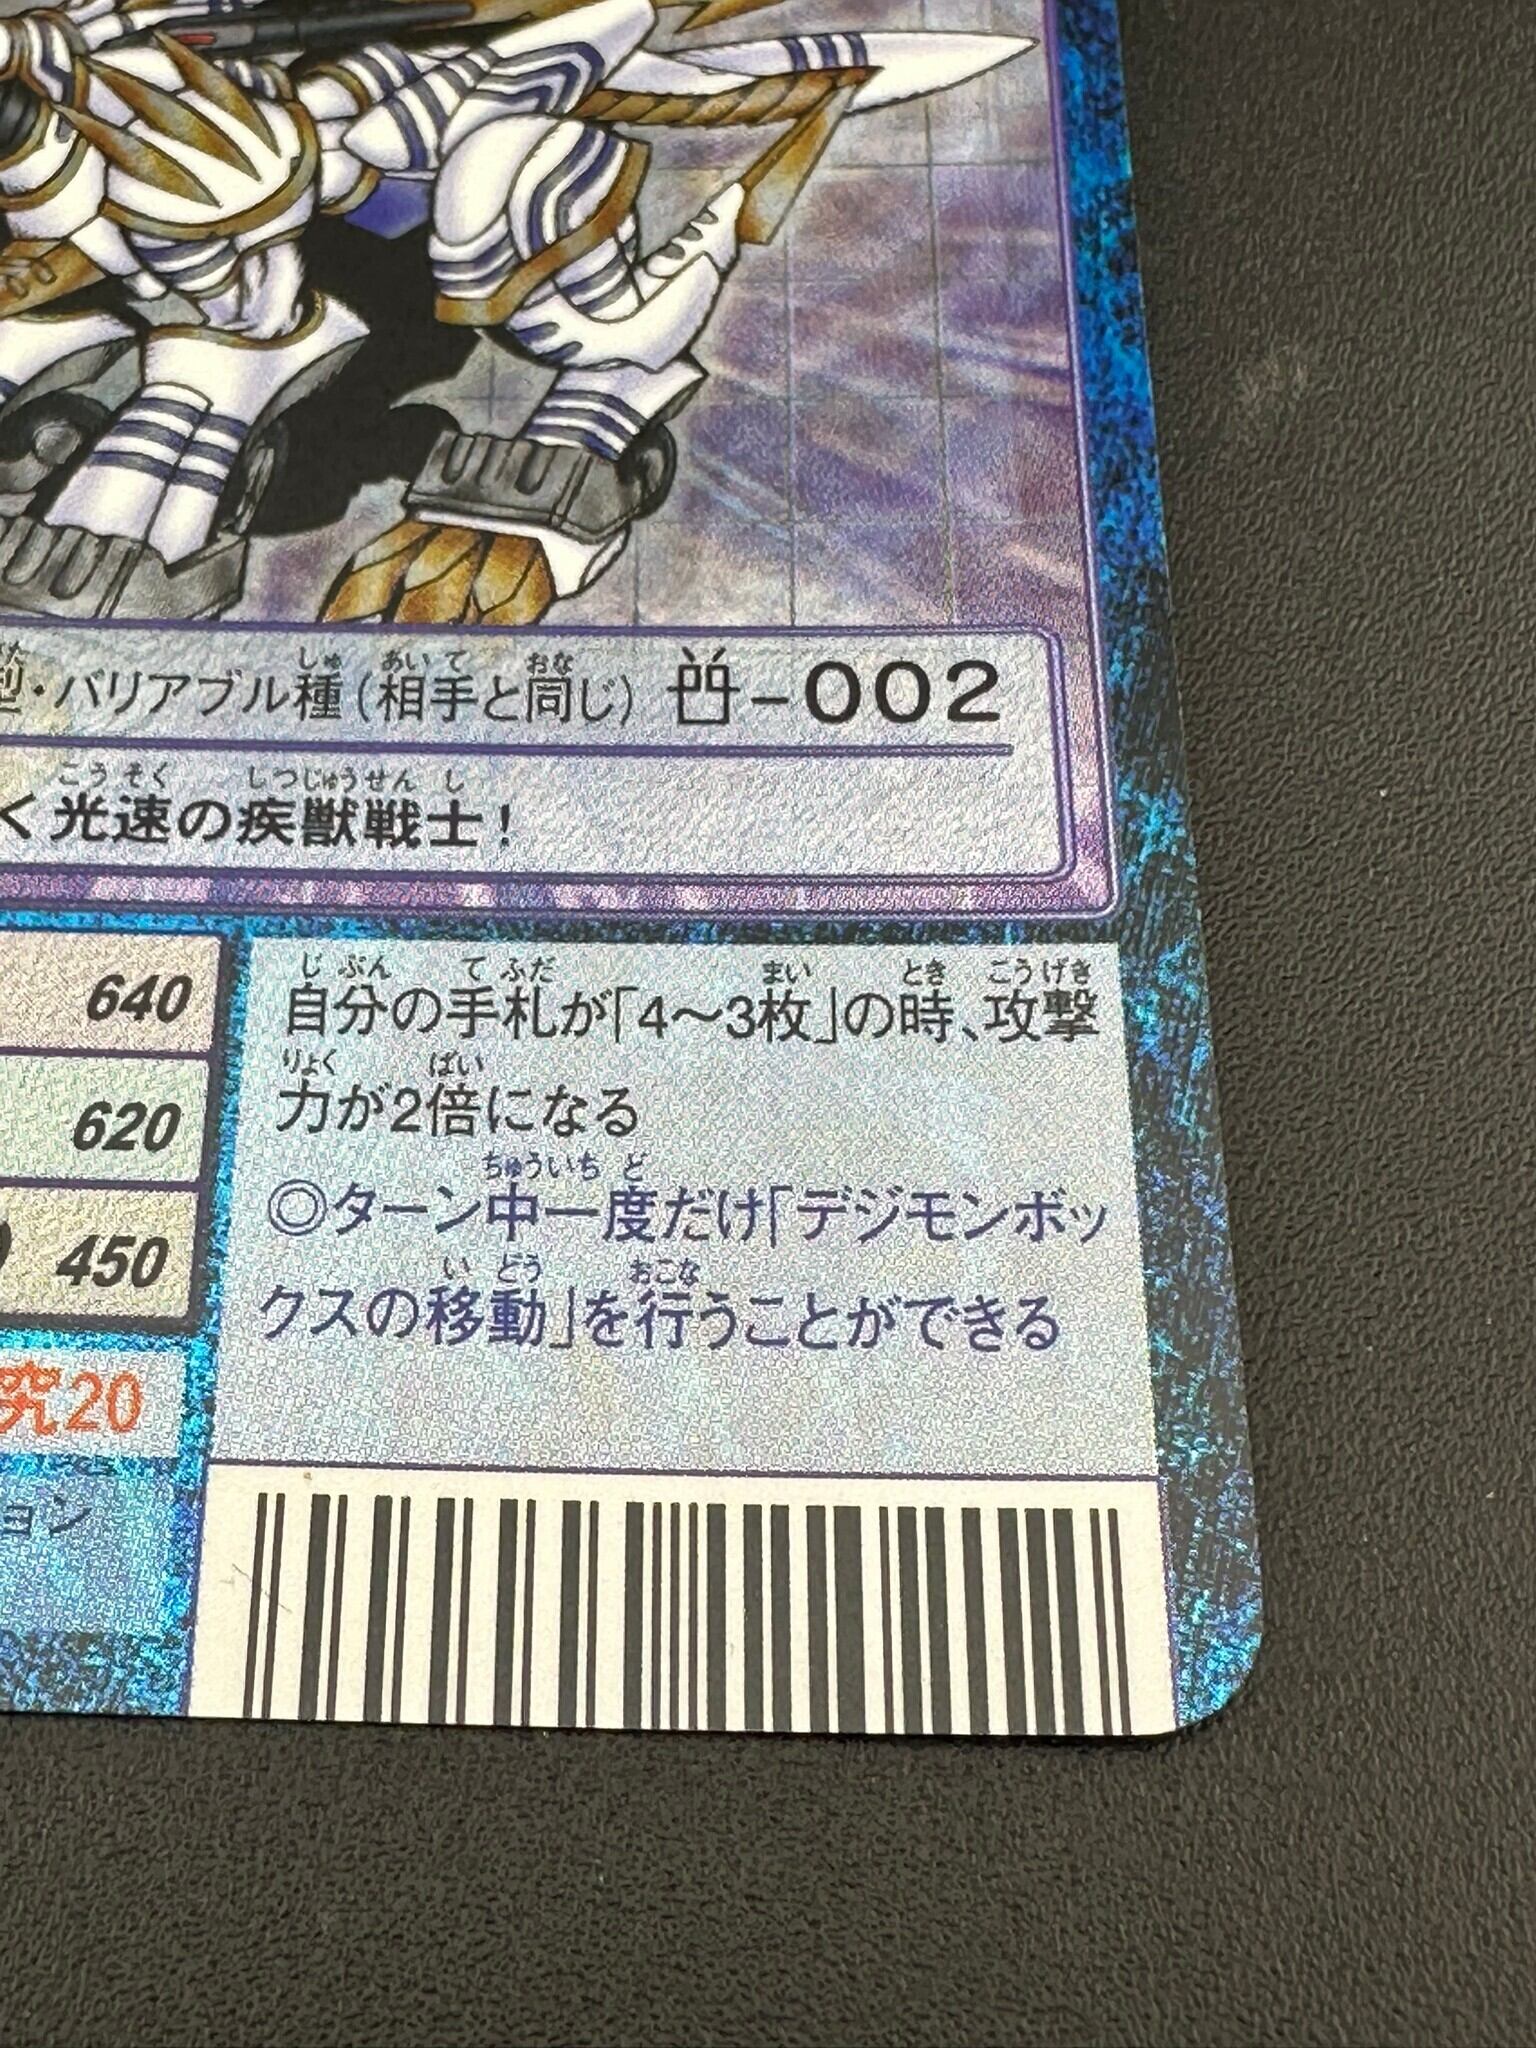 型・バリアブル種(相手と同じ) -002
く光速の疾獣戦士!
640
620
450
究20
ョン
自分の手札が「4〜3枚」の時、攻撃
力が2倍になる
◎ターン中一度だけ「デジモンボッ
クスの移動」を行うことができる